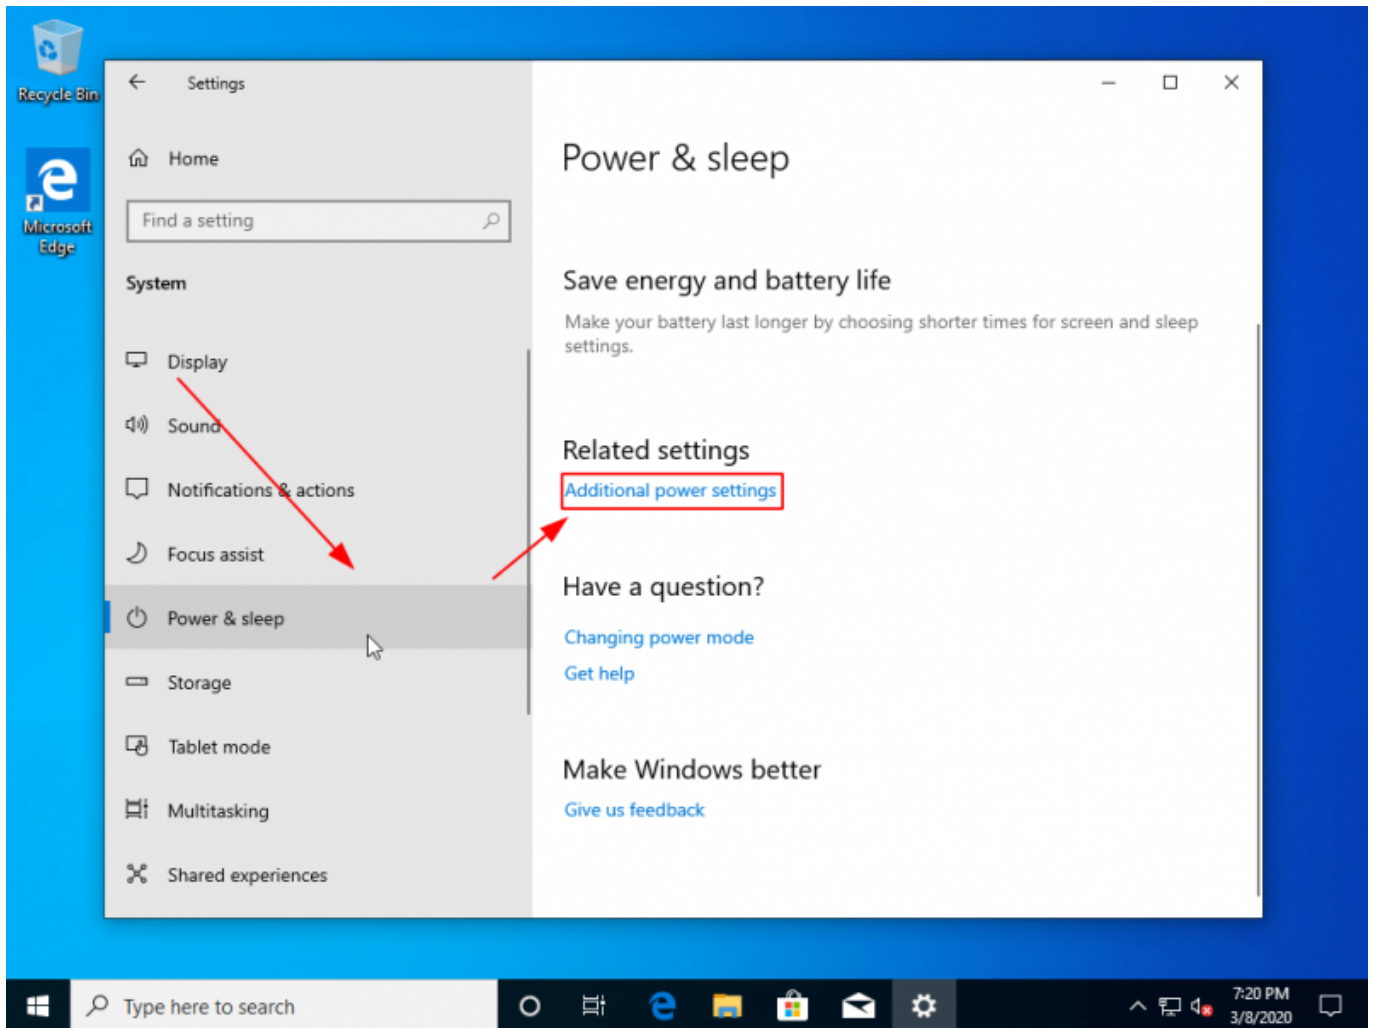 Recycle Bin
Microsoft
Edge
Settings
Home
Find a setting
System
Display
Sound
Notifications & actions
Focus assist
Power & sleep
Storage
Tablet mode
Multitasking
Shared experiences
Power & sleep
Save energy and battery life
Make your battery last longer by choosing shorter times for screen and sleep
settings.
Related settings
Additional power settings
Have a question?
Changing power mode
Get help
Make Windows better
Give us feedback
Type here to search
7:20 PM
3/8/2020